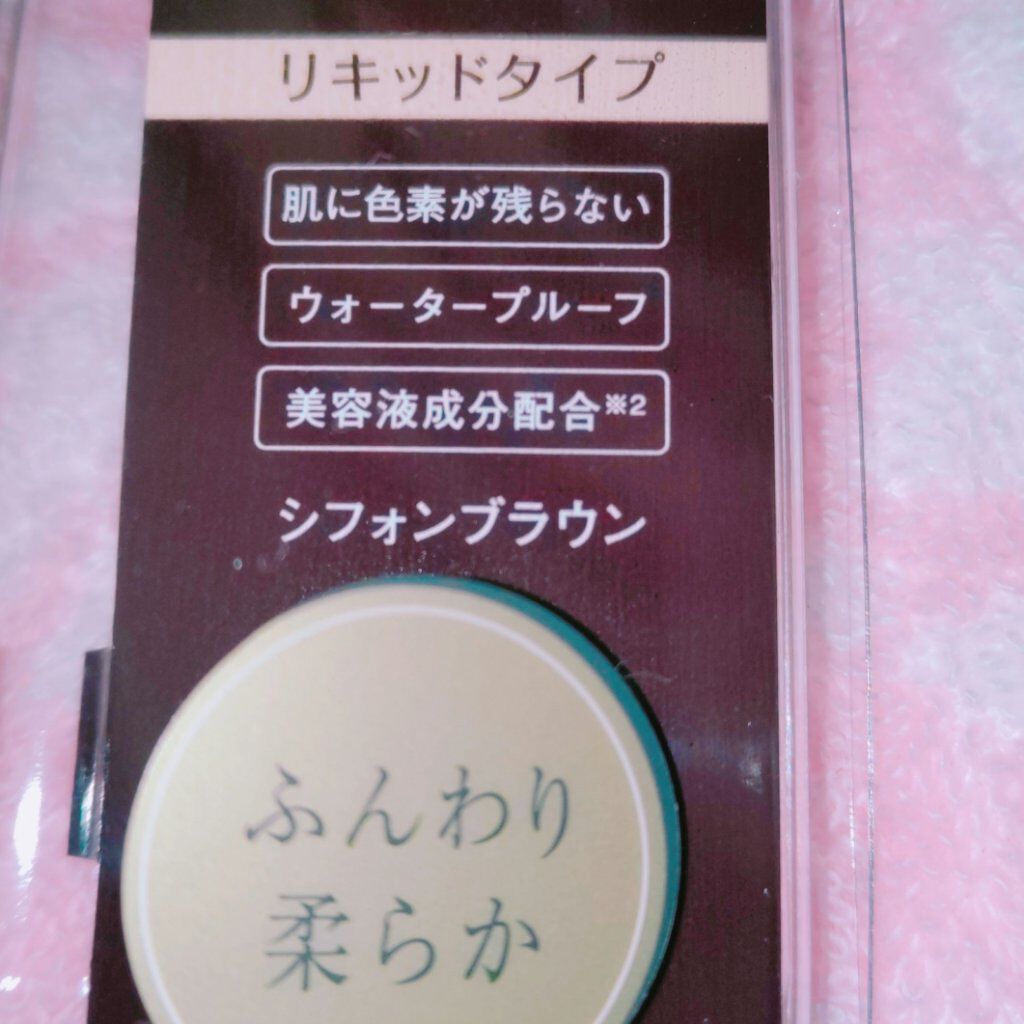 リキッドタイプ
肌に色素が残らない
ウォータープルーフ
美容液成分配合※2
シフォンブラウン
ふんわり
柔らか